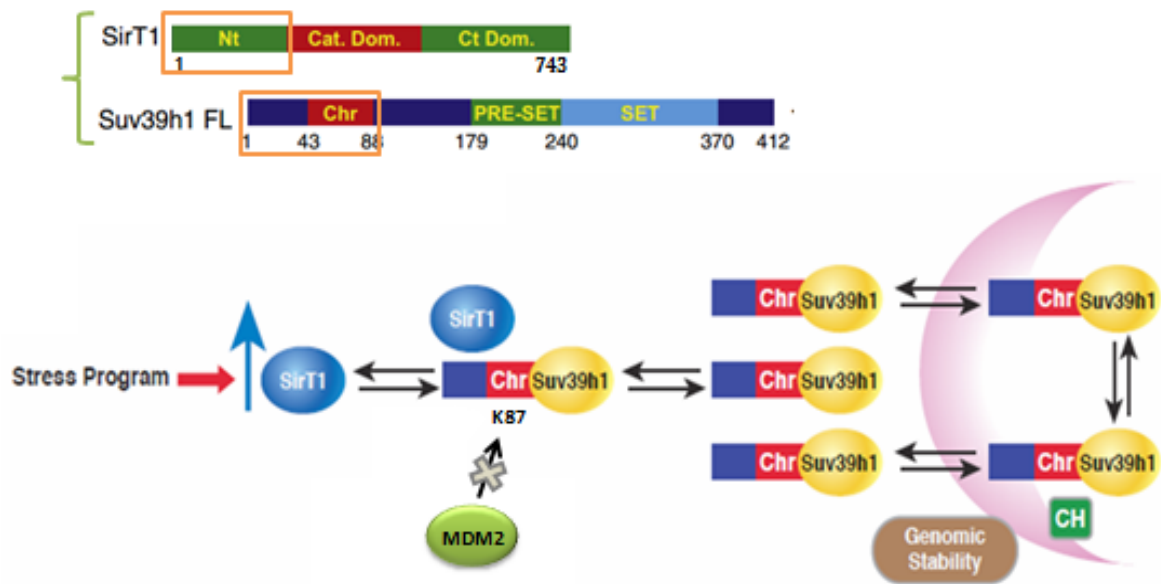 SirT1
Nt Cat. Dom. Ct Dom.
1 743
Suv39h1 FL
Chr PRE-SET SET
1 43 88 179 240 370 412
Chr Suv39h1 Chr Suv39h1
SirT1
Stress Program SirT1 Chr Suv39h1 Chr Suv39h1
K87
Chr Suv39h1 Chr Suv39h1
MDM2
CH
Genomic
Stability